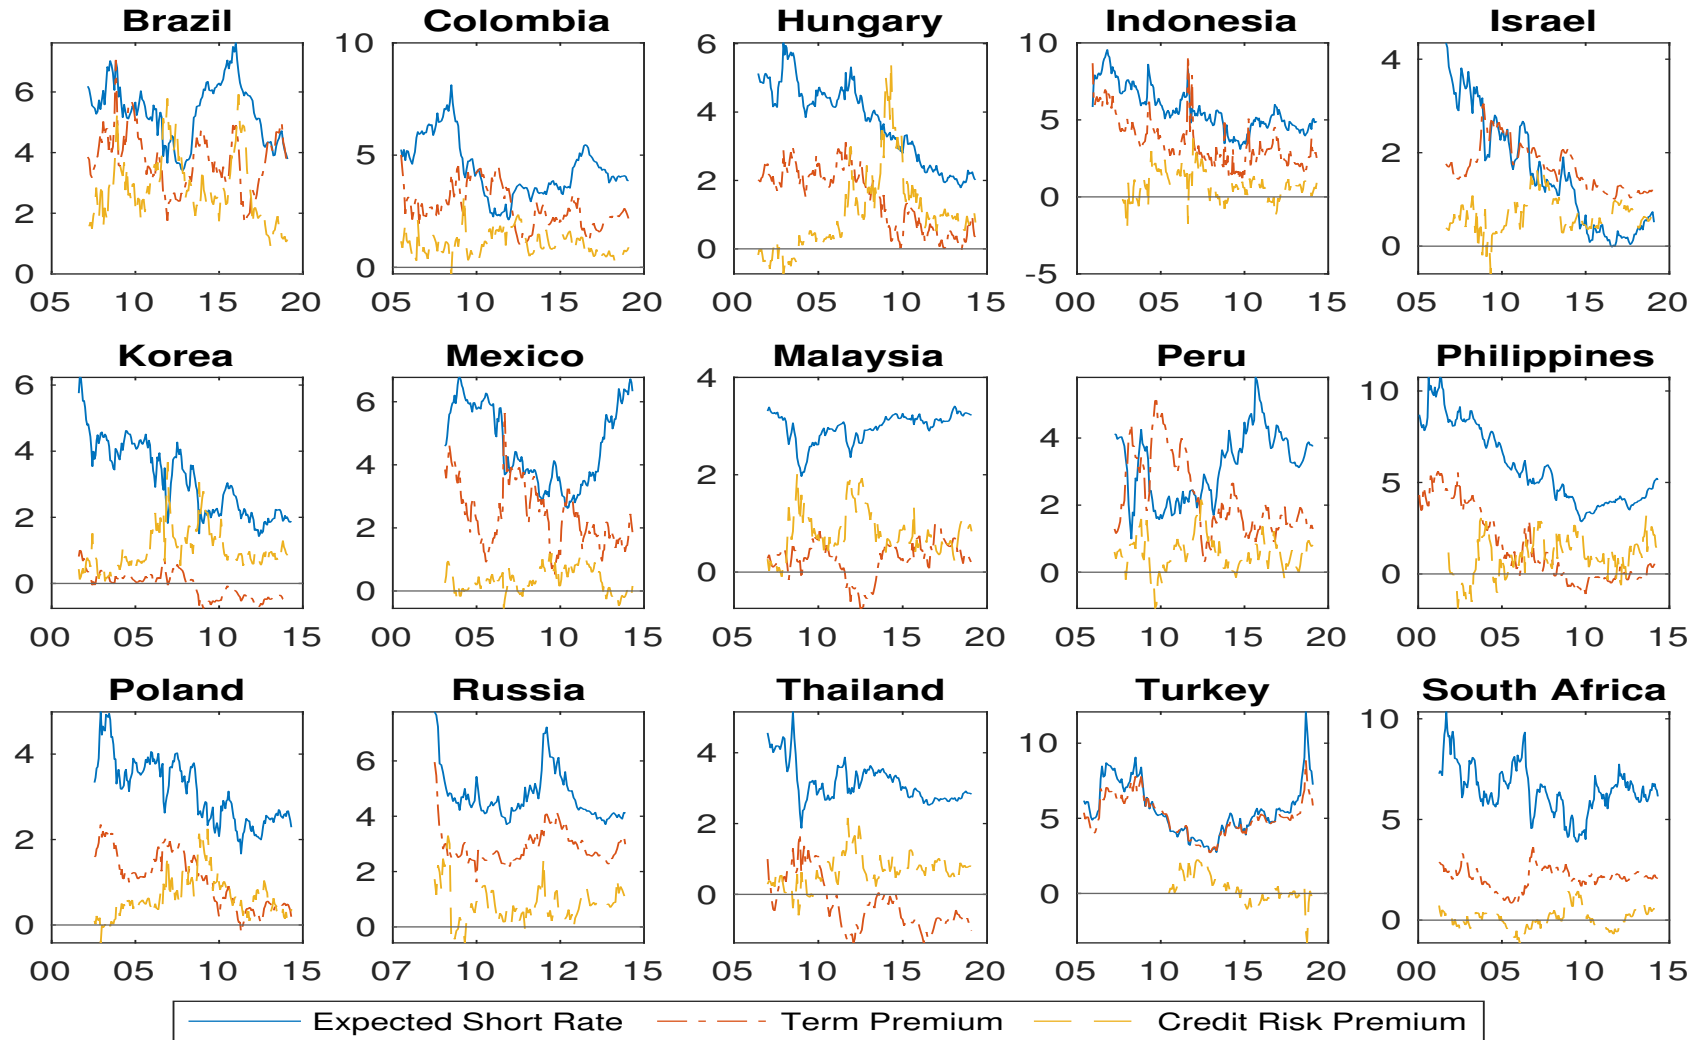 Brazil Colombia Hungary Indonesia Israel
6 4 2 0
10 5 0
6 4 2 0
10 5 0 -5
4 2 0
05 10 15 20 05 10 15 20 00 05 10 15 00 05 10 15 05 10 15 20
Korea Mexico Malaysia Peru Philippines
6 4 2 0
6 4 2 0
4 2 0
4 2 0
10 5 0
00 05 10 15 00 05 10 15 05 10 15 20 05 10 15 20 00 05 10 15
Poland Russia Thailand Turkey South Africa
4 2 0
6 4 2 0
4 2 0
10 5 0
10 5 0
00 05 10 15 07 10 12 15 05 10 15 20 05 10 15 20 00 05 10 15
Expected Short Rate Term Premium Credit Risk Premium